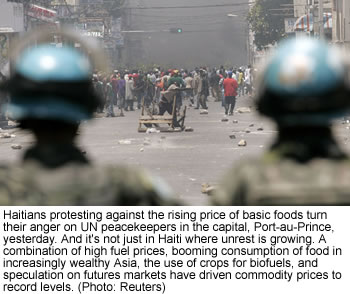 Haitians protesting against the rising price of basic foods turn
their anger on UN peacekeepers in the capital, Port-au-Prince,
yesterday. And it's not just in Haiti where unrest is growing. A
combination of high fuel prices, booming consumption of food in
increasingly wealthy Asia, the use of crops for biofuels, and
speculation on futures markets have driven commodity prices to
record levels. (Photo: Reuters)